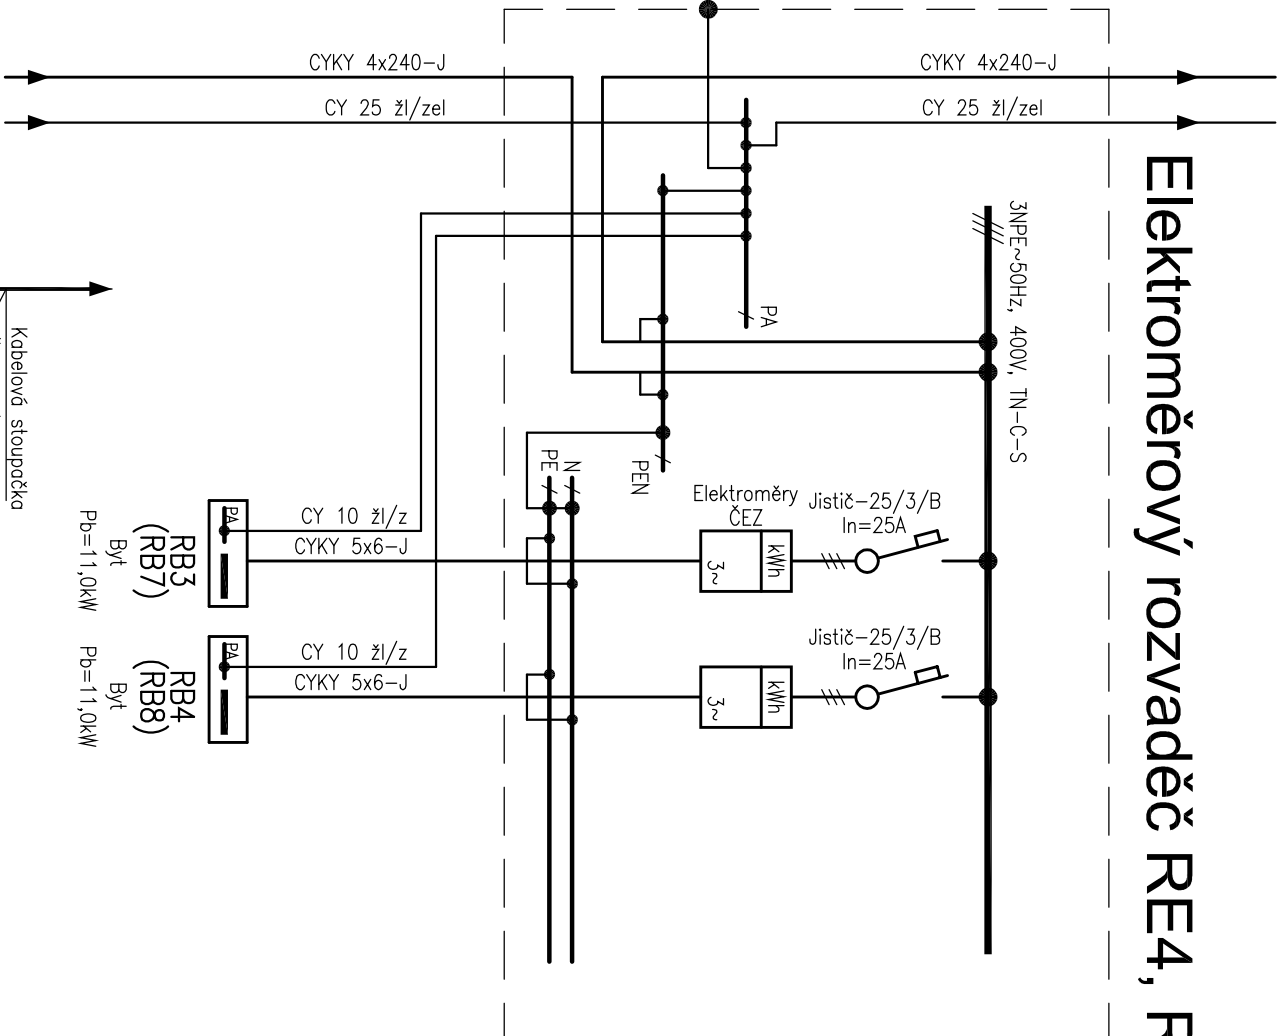 CYKY 4x240-J
CYKY 4x240-J
CY 25 žl/zel
CY 25 žl/zel
Elektroměrový rozvaděč RE4,
3NPE~50Hz, 400V, TN-C-S
PA
Kabelová stoupačka
PEN
N
PE
Elektroměry
ČEZ
Jistič-25/3/B
In=25A
kWh
3~
CY 10 žl/z
CYKY 5x6-J
PA
RB3
(RB7)
Byt
Pb=11,0kW
Jistič-25/3/B
In=25A
kWh
3~
CY 10 žl/z
CYKY 5x6-J
PA
RB4
(RB8)
Byt
Pb=11,0kW